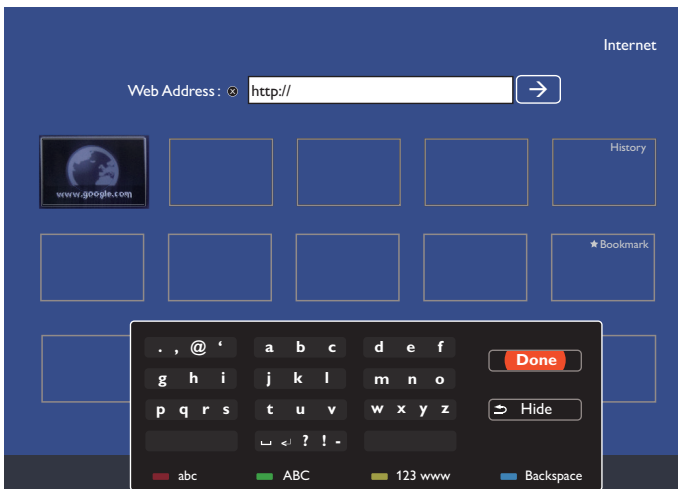 Internet
Web Address : ⓧ http:// →
www.google.com
History
★ Bookmark
. , @ ‘ a b c d e f
Done
g h i j k l m n o
p q r s t u v w x y z
Hide
␣ ↵ ? ! -
abc ABC 123 www Backspace